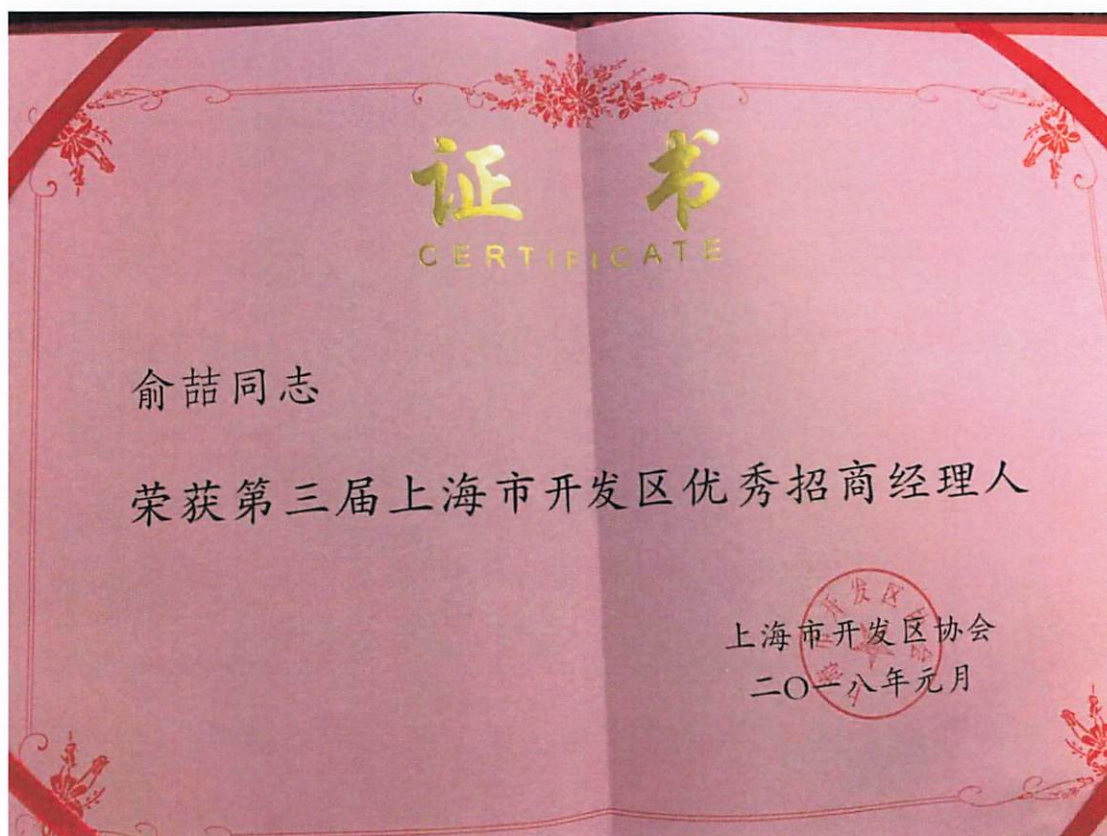 证 书
CERTIFICATE
俞喆同志
荣获第三届上海市开发区优秀招商经理人
上海市开发区协会
二〇一八年元月